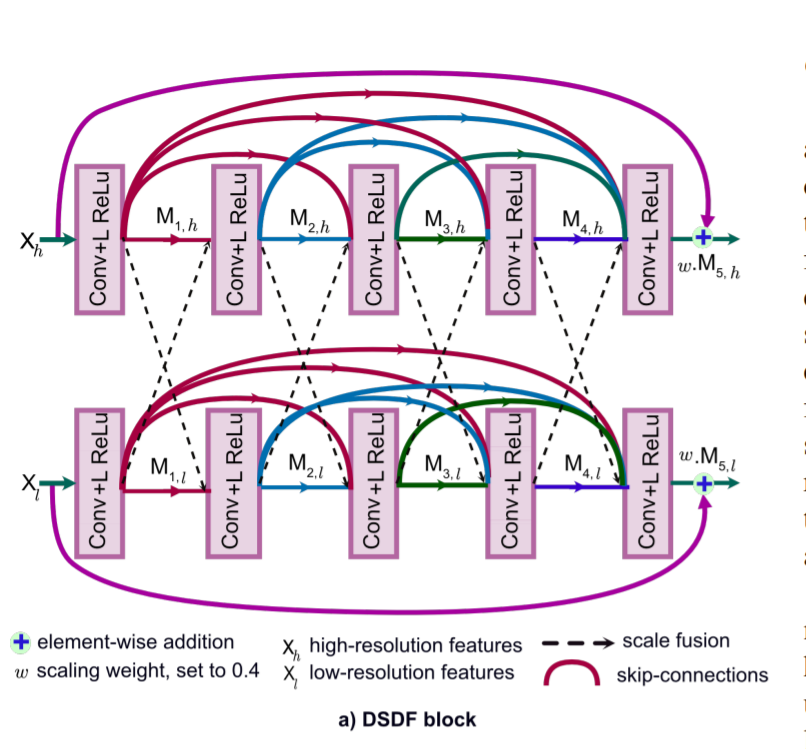 Conv+L ReLu
Conv+L ReLu
Conv+L ReLu
Conv+L ReLu
Conv+L ReLu
X_h
M_{1,h}
M_{2,h}
M_{3,h}
M_{4,h}
w.M_{5,h}
Conv+L ReLu
Conv+L ReLu
Conv+L ReLu
Conv+L ReLu
Conv+L ReLu
X_l
M_{1,l}
M_{2,l}
M_{3,l}
M_{4,l}
w.M_{5,l}
+ element-wise addition
X_h high-resolution features
scale fusion
w scaling weight, set to 0.4
X_l low-resolution features
skip-connections
a) DSDF block